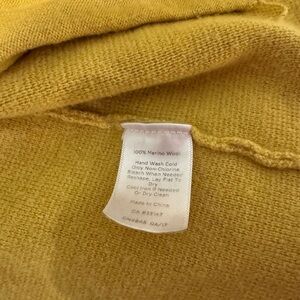 100% Merino Wool
Hand Wash Cold
Only Non-Chlorine
Bleach When Needed
Reshape, Lay Flat To
Dry
Cool Iron If Needed
Or Dry Clean
Made In China
CA